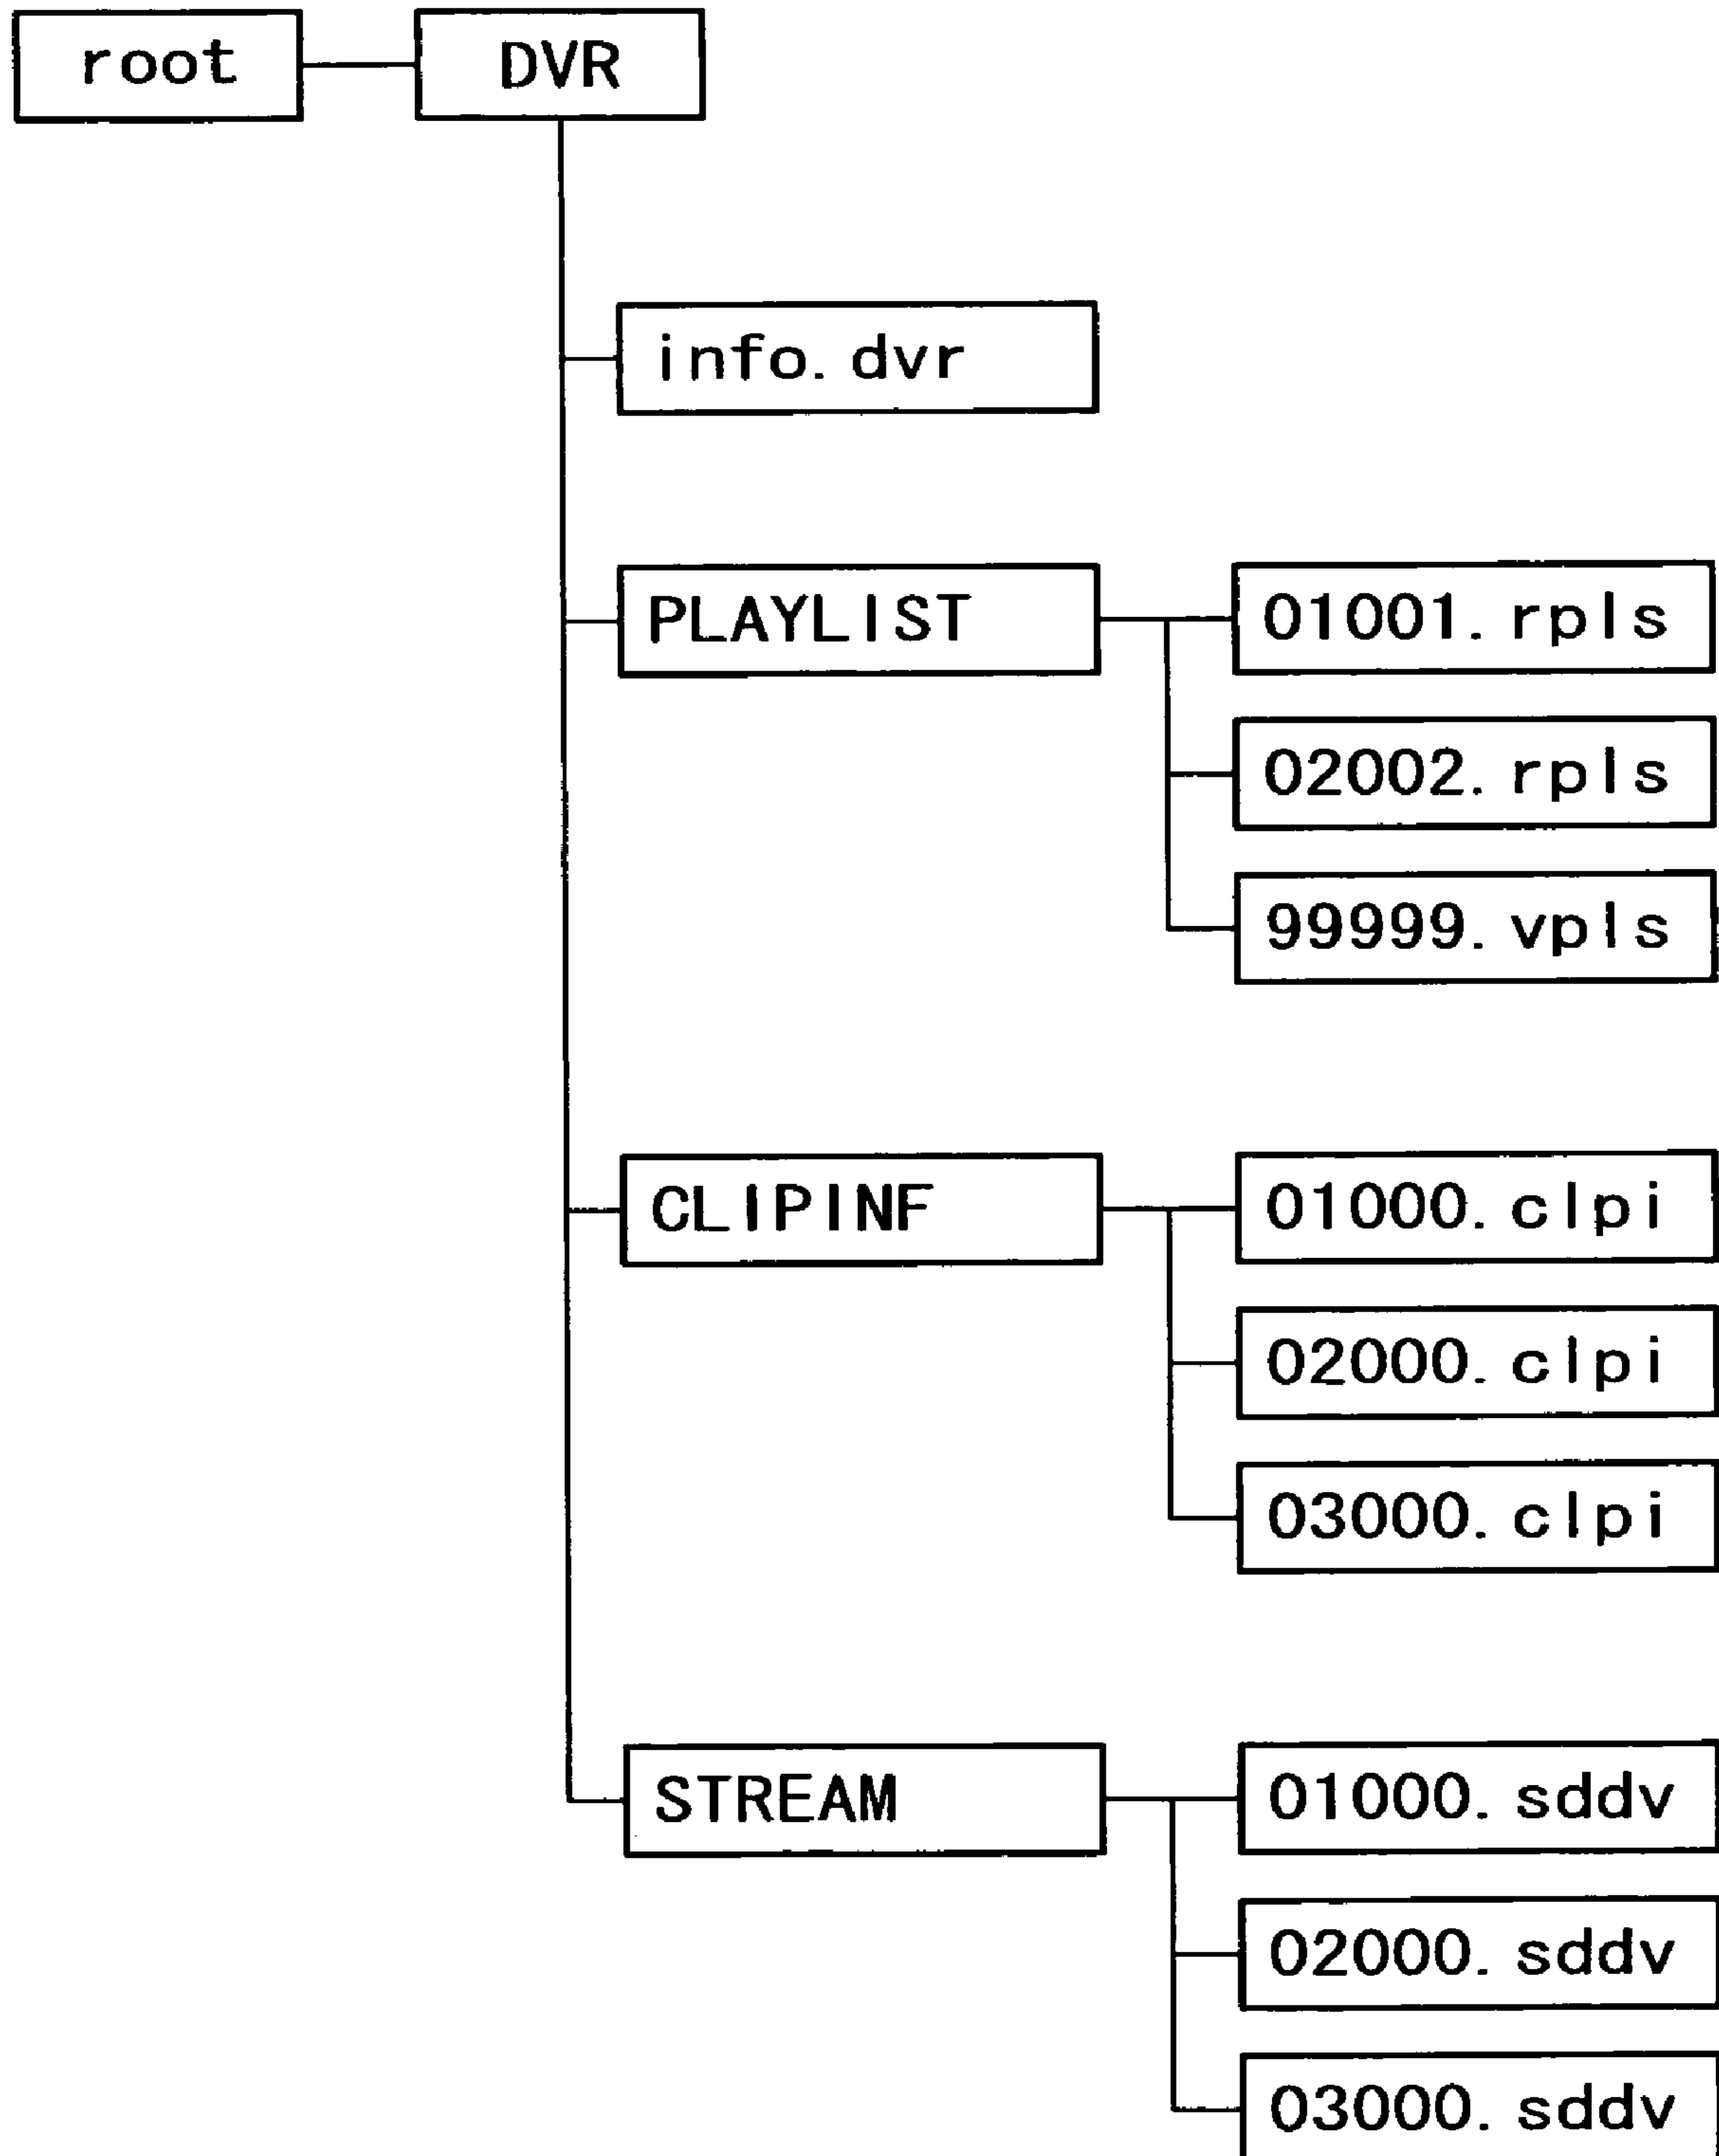 root
DVR
info.dvr
PLAYLIST
01001.rpls
02002.rpls
99999.vpls
CLIPINF
01000.clpi
02000.clpi
03000.clpi
STREAM
01000.sddv
02000.sddv
03000.sddv